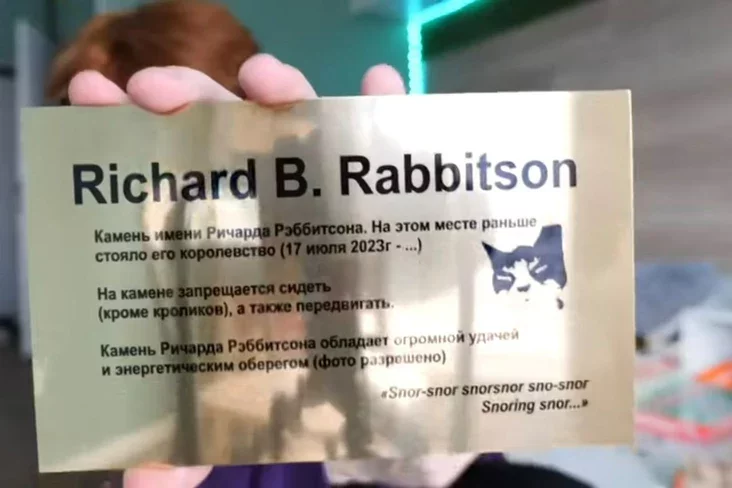 Richard B. Rabbitson
Камень имени Ричарда Рэббитсона. На этом месте раньше
стояло его королевство (17 июля 2023г - ...)
На камене запрещается сидеть
(кроме кроликов), а также передвигать.
Камень Ричарда Рэббитсона обладает огромной удачей
и энергетическим оберегом (фото разрешено)
«Snor-snor snorsnor sno-snor
Snoring snor...»